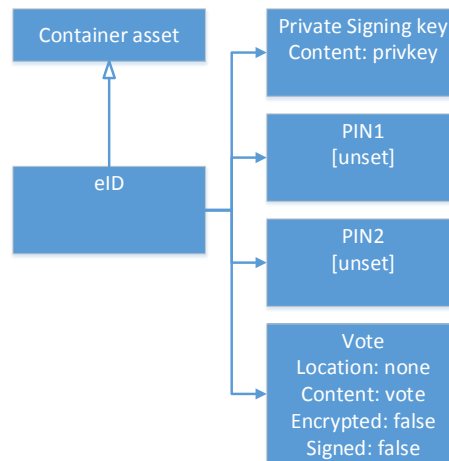 Container asset
eID
Private Signing key
Content: privkey
PIN1
[unset]
PIN2
[unset]
Vote
Location: none
Content: vote
Encrypted: false
Signed: false